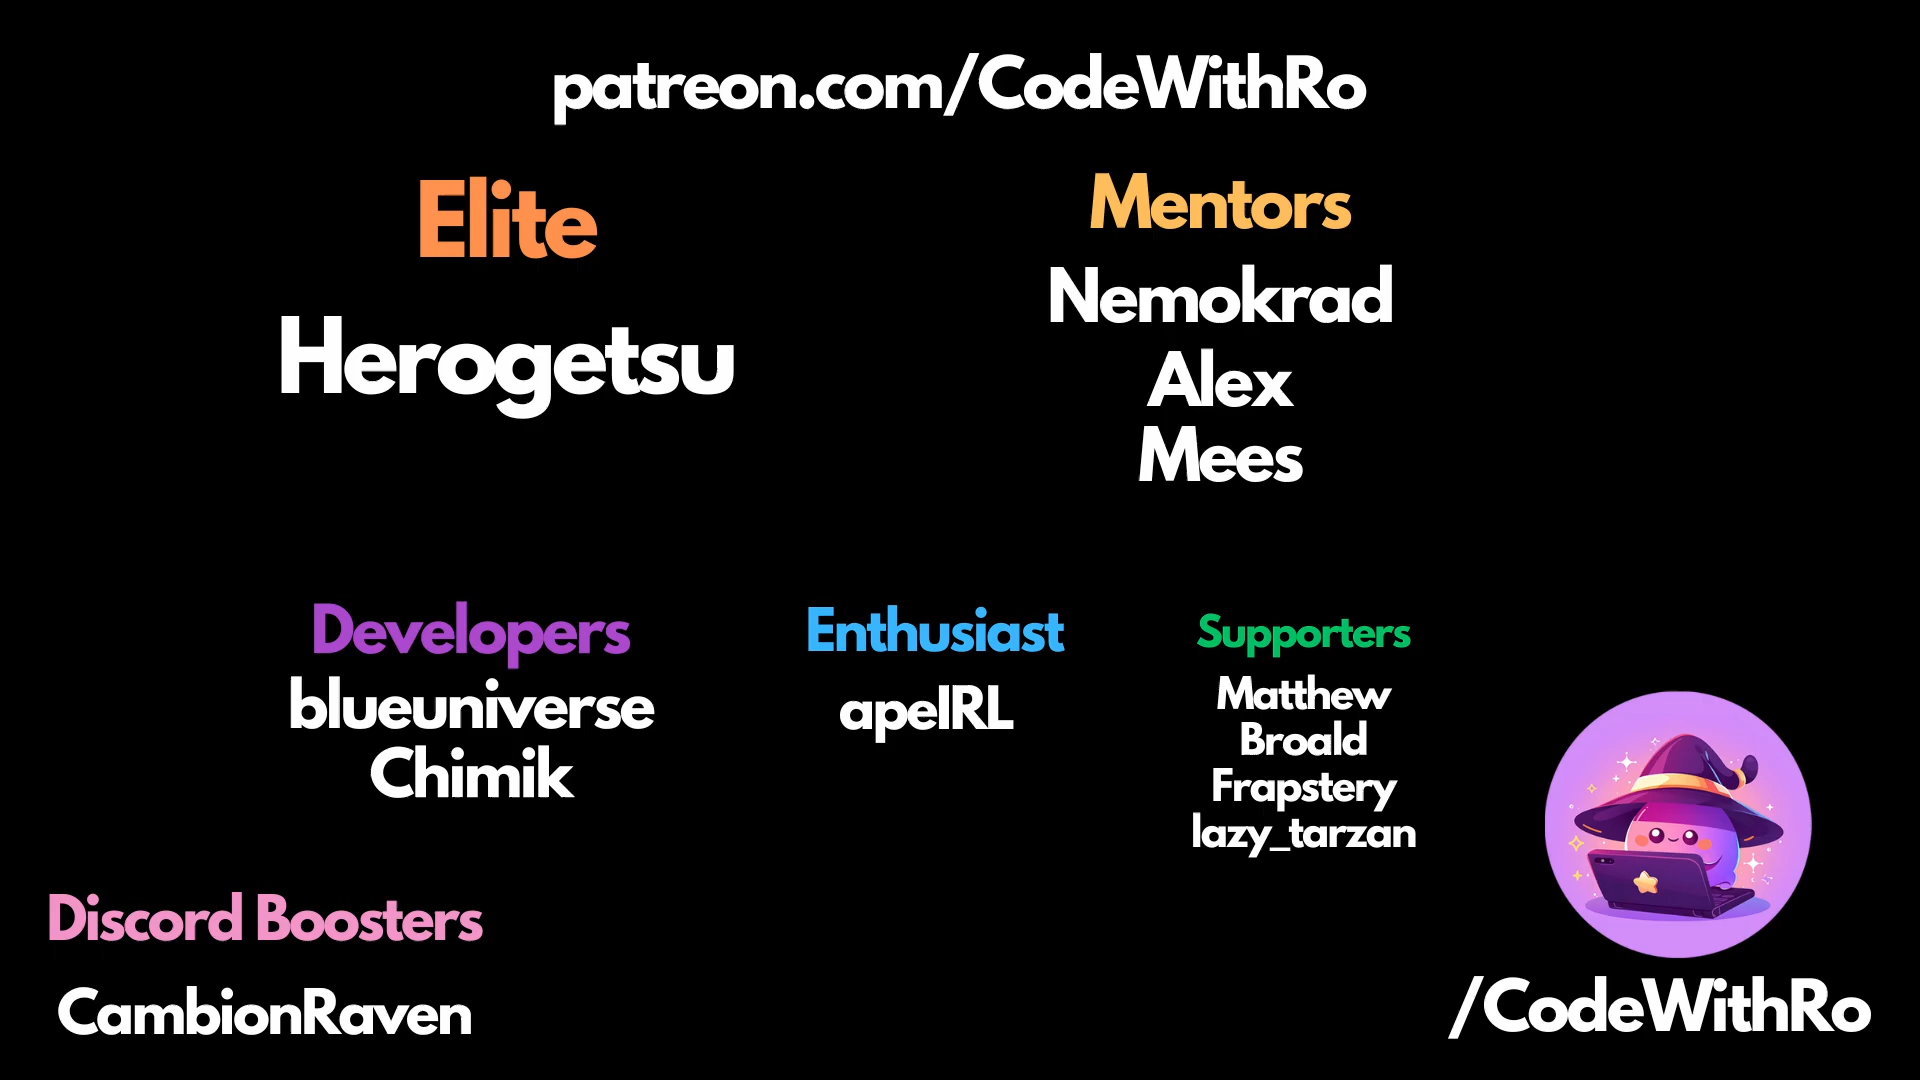 patreon.com/CodeWithRo
Elite
Herogetsu
Mentors
Nemokrad
Alex
Mees
Developers
blueuniverse
Chimik
Enthusiast
apeIRL
Supporters
Matthew
Broald
Frapstery
lazy_tarzan
Discord Boosters
CambionRaven
/CodeWithRo